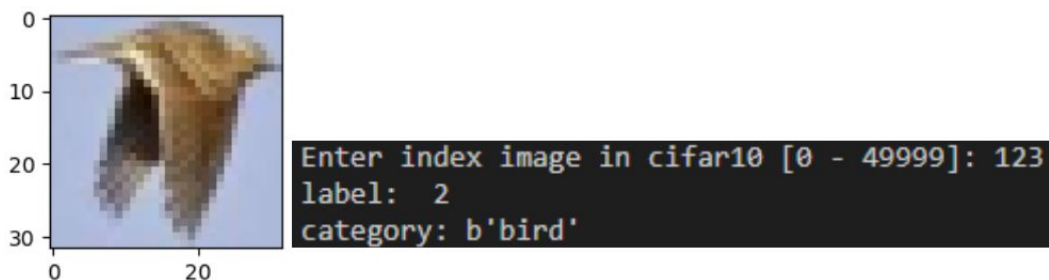 0
10
20
30
0 20
Enter index image in cifar10 [0 - 49999]: 123
label:  2
category: b'bird'